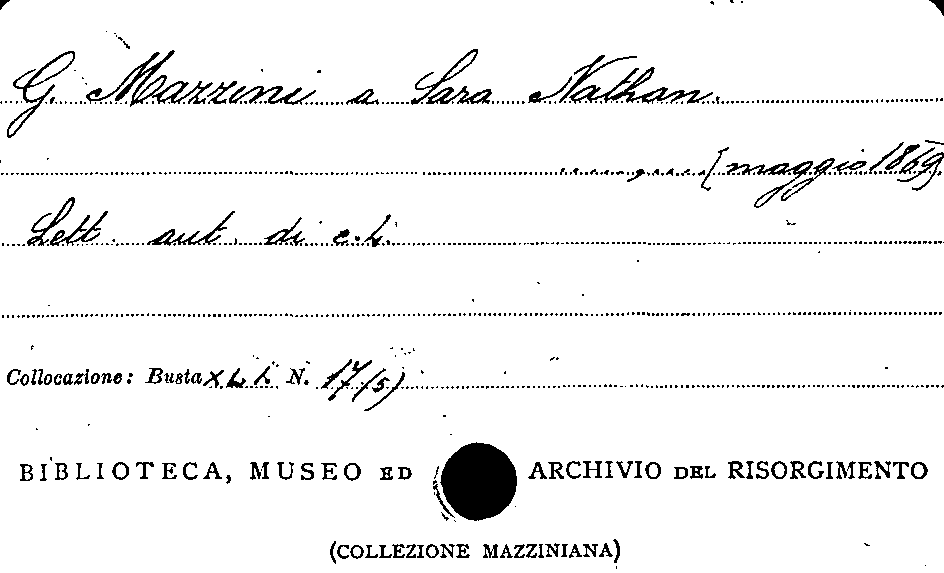 G. Mazzini a Sara Nathan.
....,....[maggio 1869]
Lett. aut. di c. 1.
Collocazione: Busta XLI. N. 17/5)
BIBLIOTECA, MUSEO ED ARCHIVIO DEL RISORGIMENTO
(COLLEZIONE MAZZINIANA)